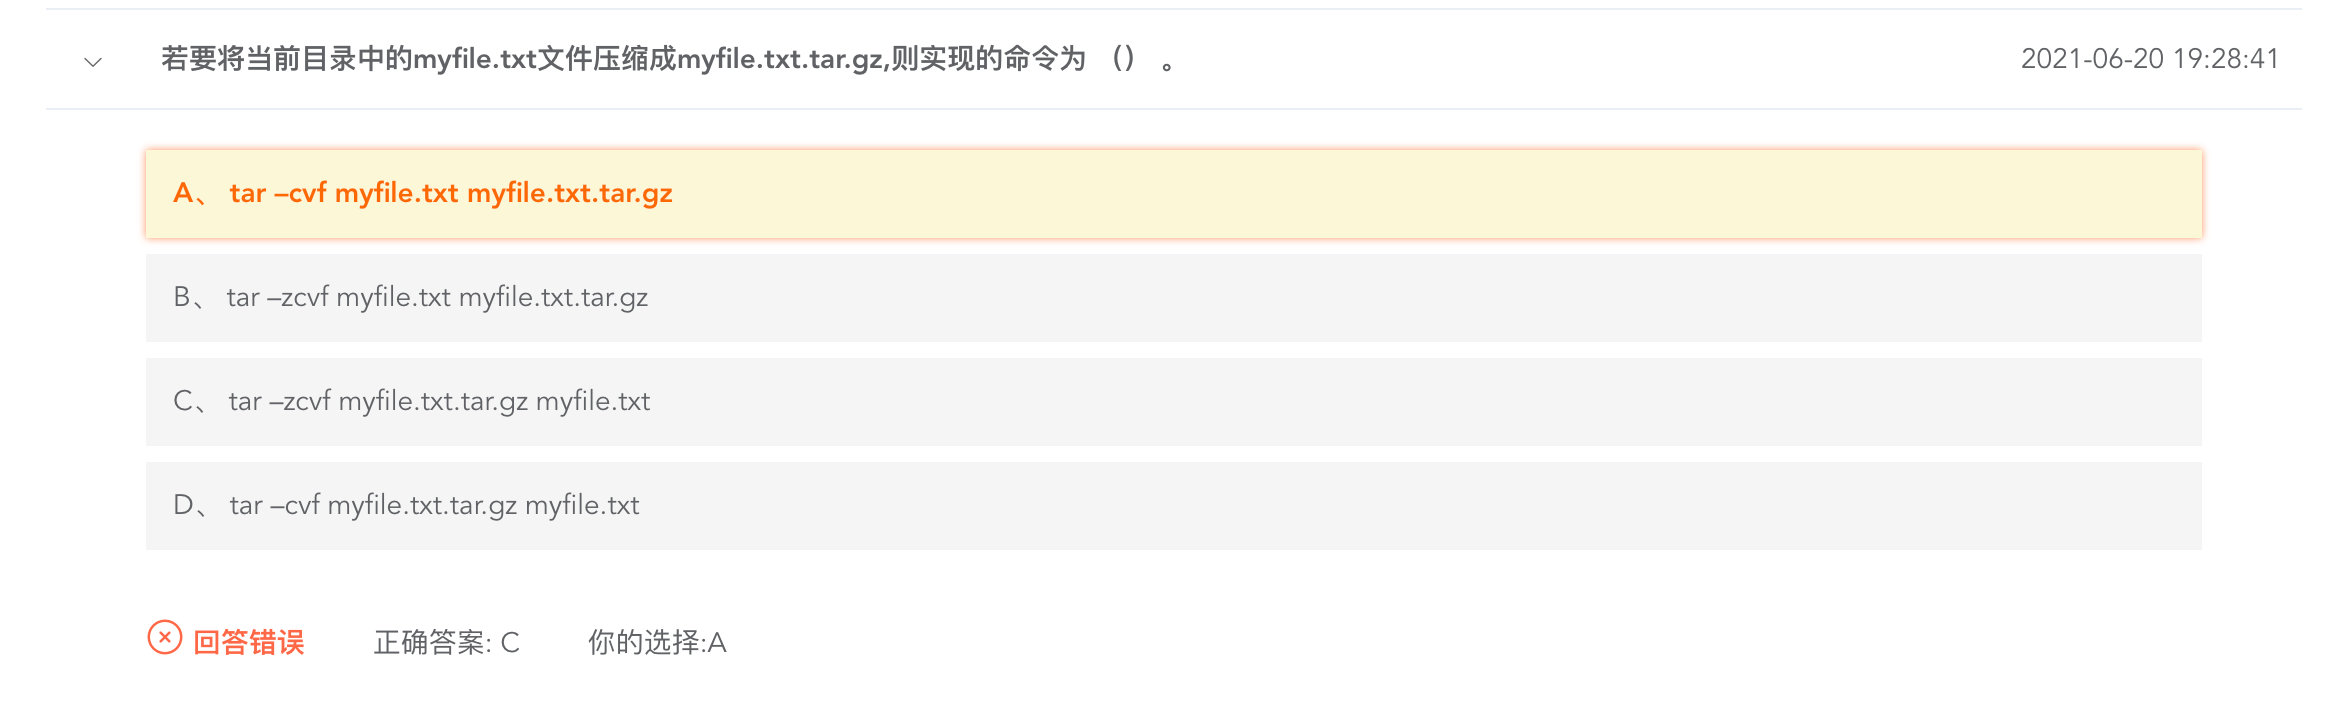 若要将当前目录中的myfile.txt文件压缩成myfile.txt.tar.gz,则实现的命令为 （） 。 2021-06-20 19:28:41
A、 tar –cvf myfile.txt myfile.txt.tar.gz
B、 tar –zcvf myfile.txt myfile.txt.tar.gz
C、 tar –zcvf myfile.txt.tar.gz myfile.txt
D、 tar –cvf myfile.txt.tar.gz myfile.txt
回答错误 正确答案: C 你的选择:A